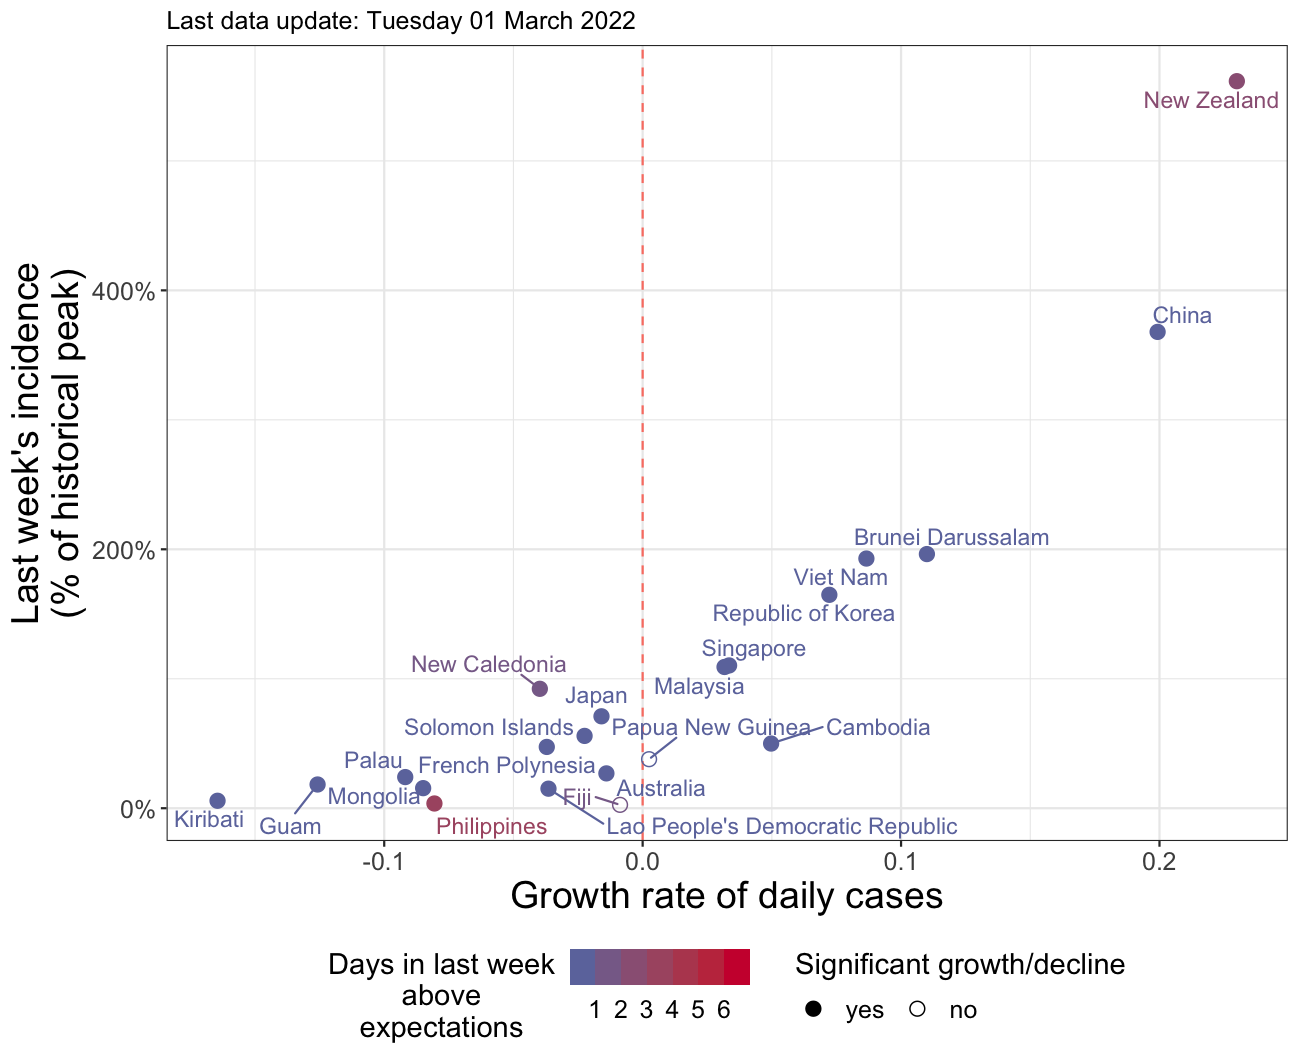 Last data update: Tuesday 01 March 2022
Last week's incidence
(% of historical peak)
400%
200%
0%
New Zealand
China
Brunei Darussalam
Viet Nam
Republic of Korea
Singapore
Malaysia
New Caledonia
Japan
Solomon Islands
Papua New Guinea
Cambodia
Palau
French Polynesia
Mongolia
Fiji
Australia
Kiribati
Guam
Philippines
Lao People's Democratic Republic
-0.1
0.0
0.1
0.2
Growth rate of daily cases
Days in last week
above
expectations
1 2 3 4 5 6
Significant growth/decline
yes
no